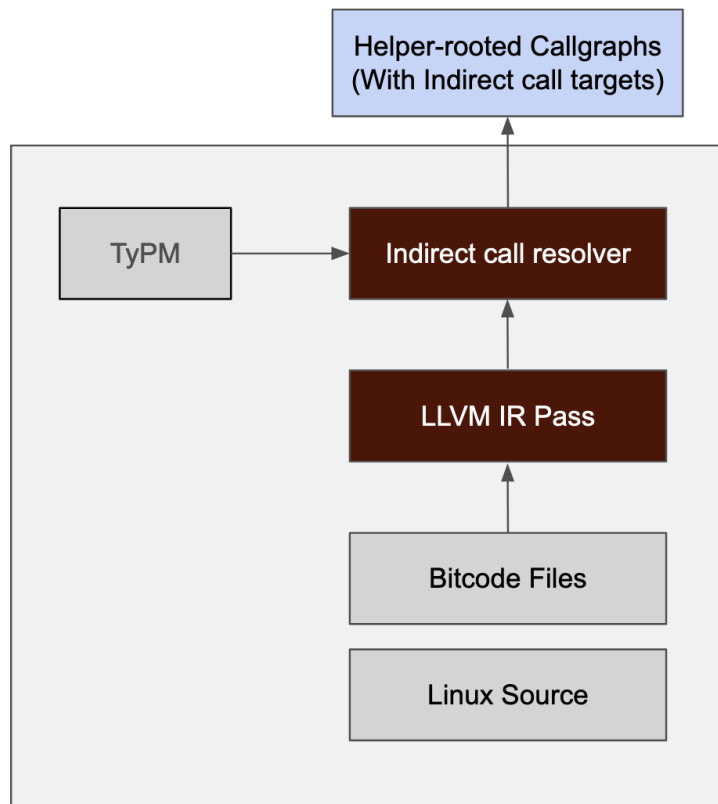 Helper-rooted Callgraphs
(With Indirect call targets)
TyPM
Indirect call resolver
LLVM IR Pass
Bitcode Files
Linux Source